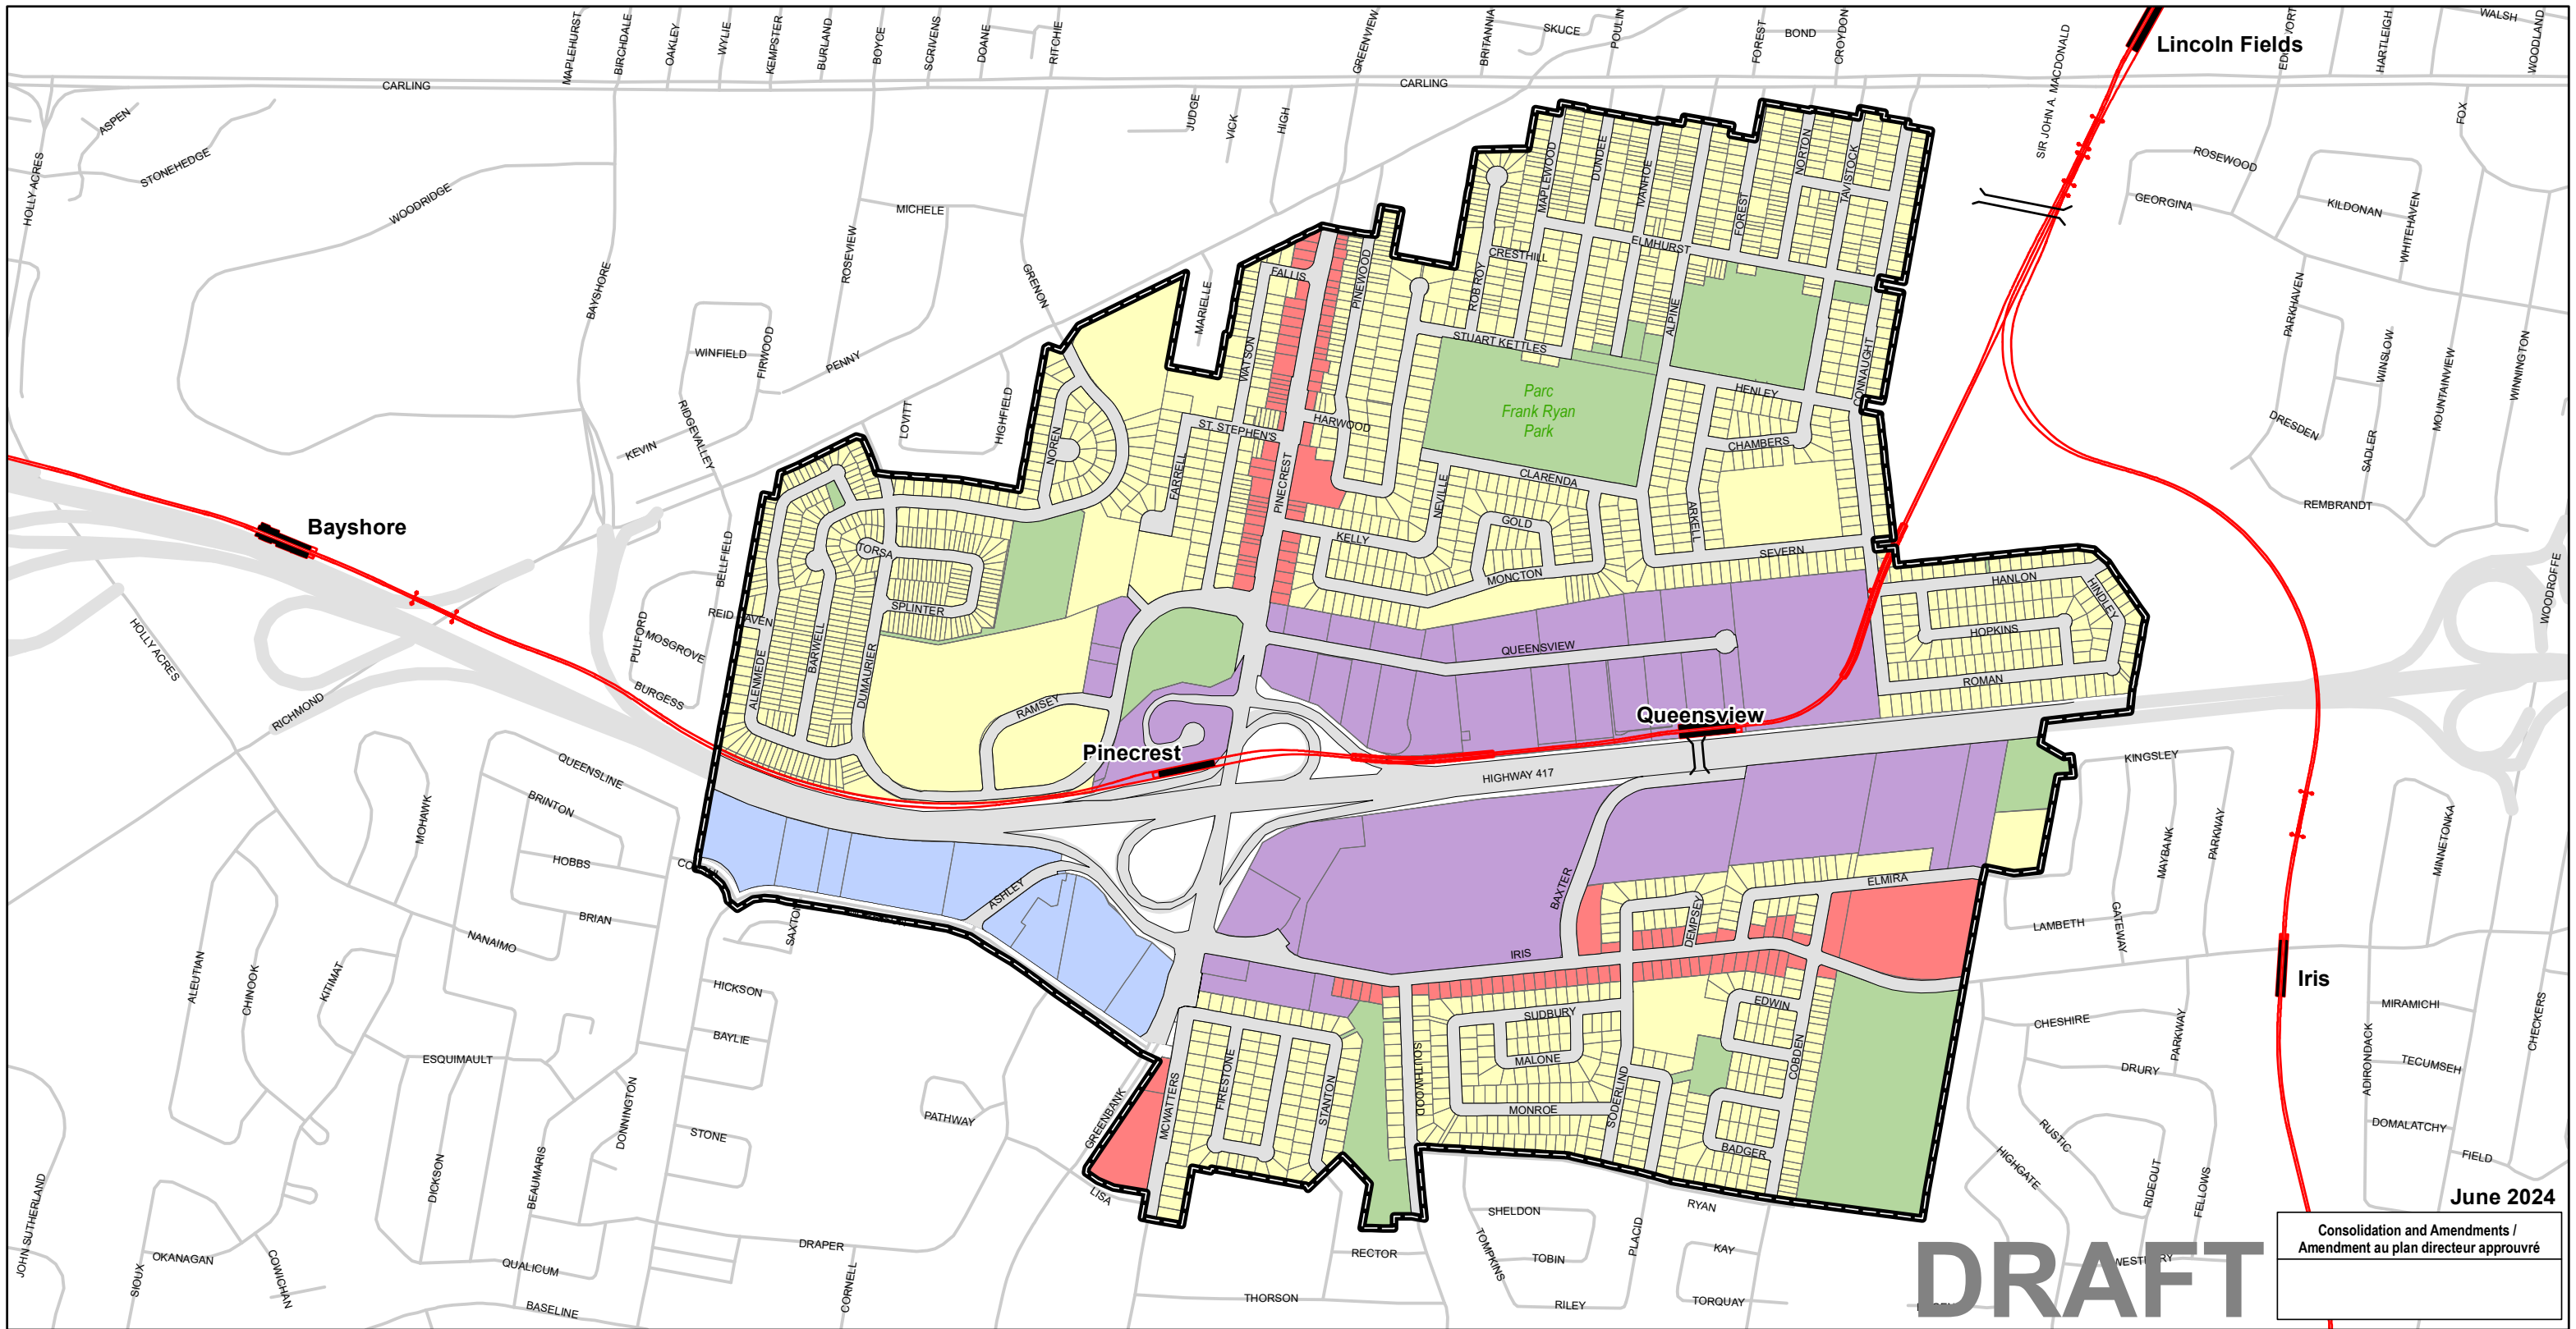 MAPLEHURST
BIRCHDALE
OAKLEY
WYLIE
KEMPSTER
BURLAND
BOYCE
SCRIVENS
DOANE
RITCHIE
GREENVIEW
BRITANNIA
SKUCE
POULIN
FOREST
BOND
CROYDON
SIR JOHN A. MACDONALD
Lincoln Fields
HARTLEIGH
WALSH
WOODLAND
CARLING
CARLING
HOLLY ACRES
ASPEN
STONEHEDGE
WOODRIDGE
BAYSHORE
ROSEVIEW
MICHELE
GRENON
JUDGE
VICK
HIGH
MARIELLE
WINFIELD
FIRWOOD
PENNY
LOVITT
HIGHFIELD
KEVIN
RIDGEVALLEY
FALLIS
PINEWOOD
WATSON
MAPLEWOOD
DUNDEE
IVANHOE
FOREST
NORTON
TAVISTOCK
ELMHURST
CRESTHILL
ROB ROY
ALPINE
STUART KETTLES
Parc
Frank Ryan
Park
HENLEY
CONNAUGHT
CHAMBERS
CLARENDA
ARKELL
SEVERN
NEVILLE
GOLD
MONCTON
KELLY
HARWOOD
ST. STEPHEN'S
PINECREST
FARRELL
NOREN
ROSEWOOD
GEORGINA
KILDONAN
WHITEHAVEN
FOX
PARKHAVEN
WINSLOW
MOUNTAINVIEW
WINNINGTON
DRESDEN
SADLER
REMBRANDT
WOODROFFE
Bayshore
BELLFIELD
TORSA
SPLINTER
BARWELL
DUMAURIER
ALENMEDE
PULFORD
MOSGROVE
BURGESS
HOLLY ACRES
RICHMOND
RAMSEY
Pinecrest
QUEENSVIEW
Queensview
HIGHWAY 417
HANLON
HINDLEY
HOPKINS
ROMAN
QUEENSLINE
BRINTON
HOBBS
BRIAN
MOHAWK
NANAIMO
ALEUTIAN
CHINOOK
KITIMAT
ESQUIMAULT
SAXTON
HICKSON
BAYLIE
STONE
DONNINGTON
DICKSON
BEAUMARIS
ASHLEY
BAXTER
IRIS
DEMPSEY
ELMIRA
EDWIN
COBDEN
SUDBURY
MALONE
MONROE
SODERLIND
BADGER
SOUTHWOOD
STANTON
FIRESTONE
MCWATTERS
GREENBANK
LISA
PATHWAY
DRAPER
CORNELL
JOHN SUTHERLAND
SIOUX
OKANAGAN
COWICHAN
QUALICUM
BASELINE
THORSON
RECTOR
SHELDON
TOMPKINS
TOBIN
RILEY
PLACID
RYAN
KAY
TORQUAY
KINGSLEY
MAYBANK
PARKWAY
LAMBETH
GATEWAY
MINNETONKA
Iris
CHESHIRE
DRURY
PARKWAY
RUSTIC
HIGHGATE
RIDEOUT
FELLOWS
MIRAMICHI
TECUMSEH
ADIRONDACK
DOMALATCHY
CHECKERS
FIELD
June 2024
Consolidation and Amendments /
Amendment au plan directeur approuvré
DRAFT